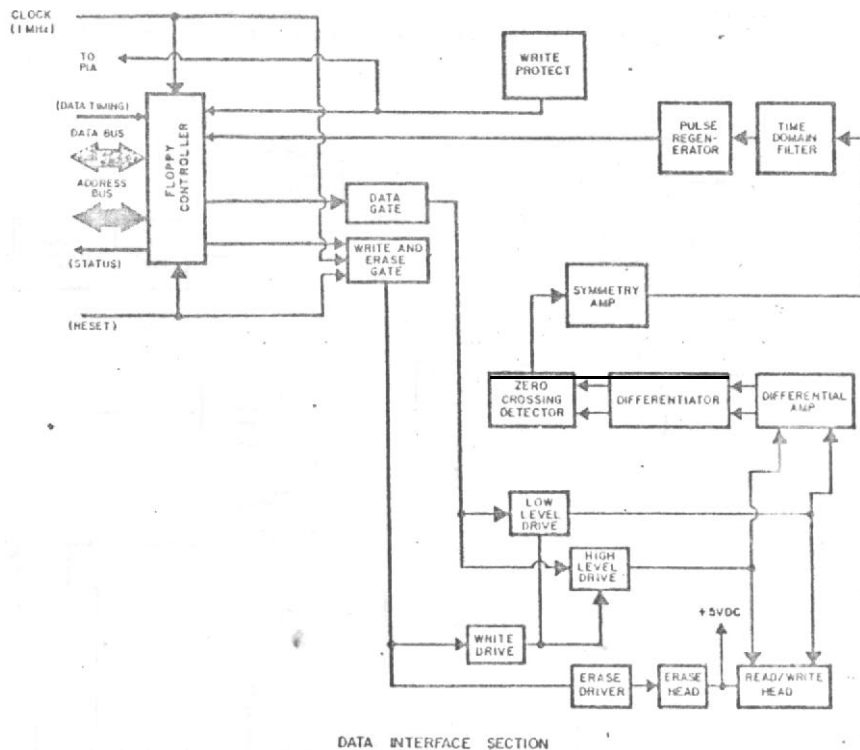 CLOCK
(1 MHz)
TO
PIA
WRITE
PROTECT
(DATA TIMING)
DATA BUS
ADDRESS
BUS
(STATUS)
(RESET)
FLOPPY
CONTROLLER
PULSE
REGEN-
ERATOR
TIME
DOMAIN
FILTER
DATA
GATE
WRITE AND
ERASE
GATE
SYMMETRY
AMP
ZERO
CROSSING
DETECTOR
DIFFERENTIATOR
DIFFERENTIAL
AMP
LOW
LEVEL
DRIVE
HIGH
LEVEL
DRIVE
+5VDC
WRITE
DRIVE
ERASE
DRIVER
ERASE
HEAD
READ/WRITE
HEAD
DATA INTERFACE SECTION